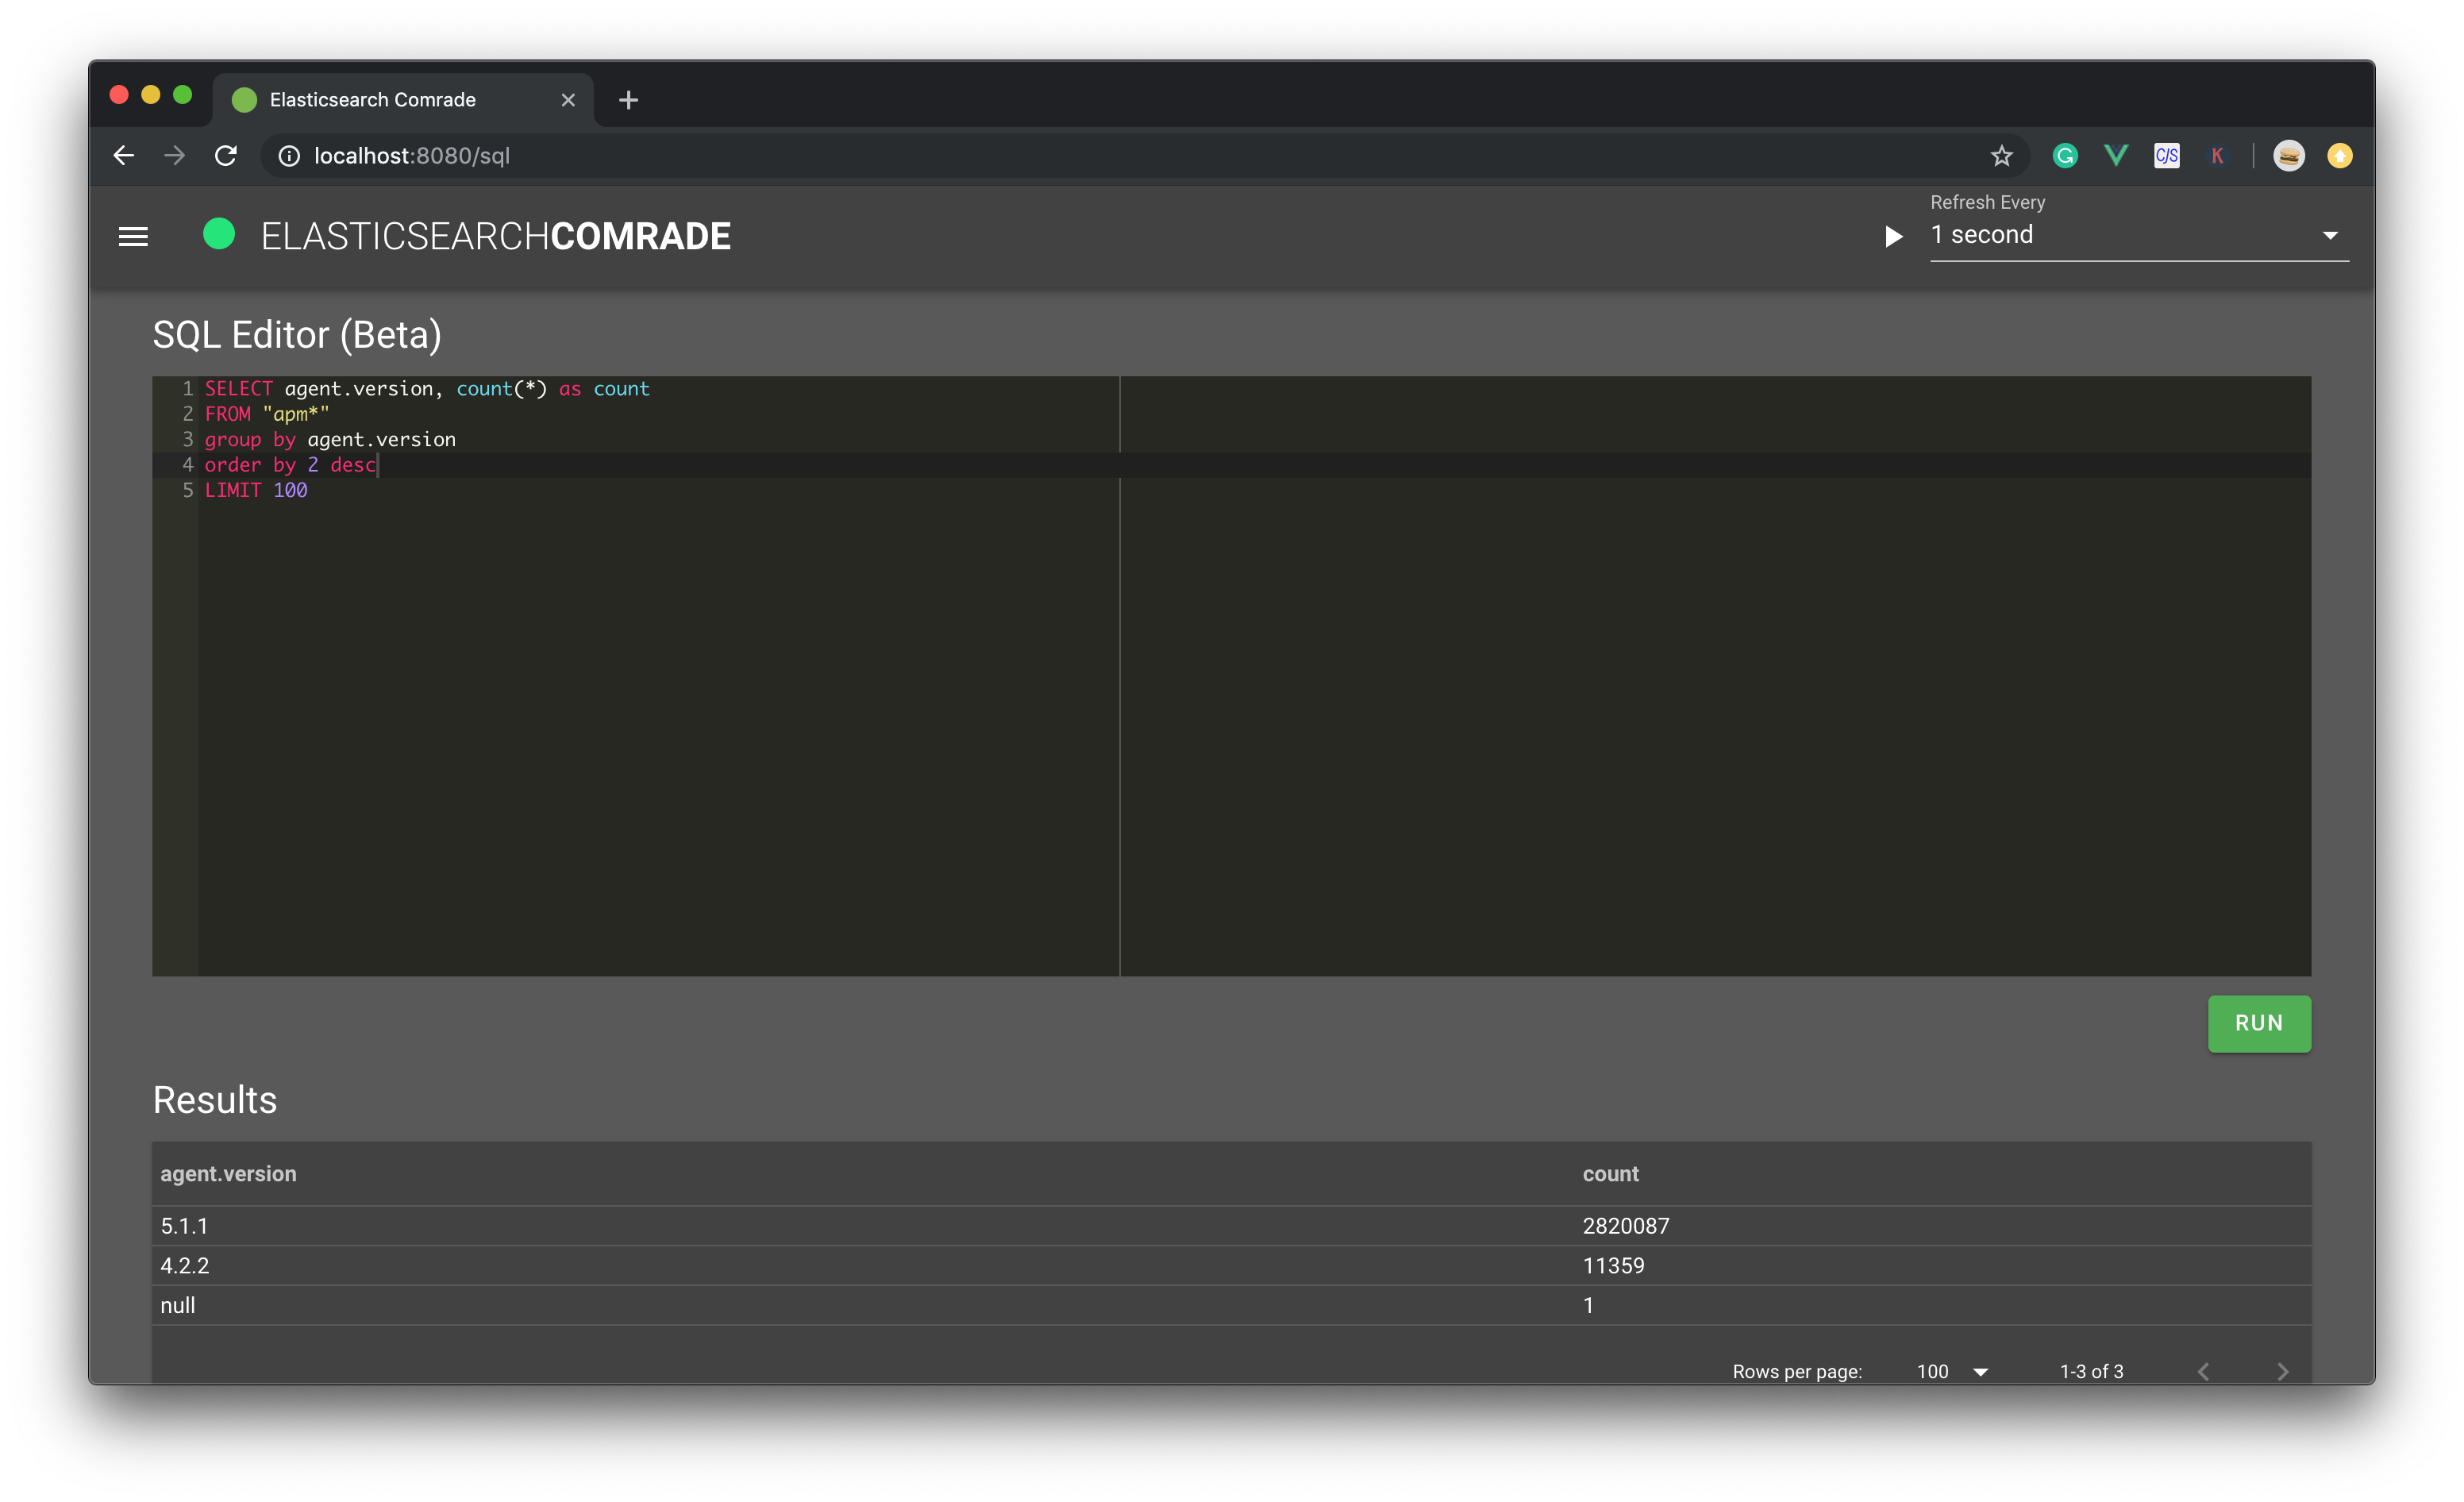 Elasticsearch Comrade
localhost:8080/sql
C/S
K
ELASTICSEARCHCOMRADE
Refresh Every
1 second
SQL Editor (Beta)
1 SELECT agent.version, count(*) as count
2 FROM "apm*"
3 group by agent.version
4 order by 2 desc
5 LIMIT 100
RUN
Results
agent.version count
5.1.1 2820087
4.2.2 11359
null 1
Rows per page: 100 1-3 of 3